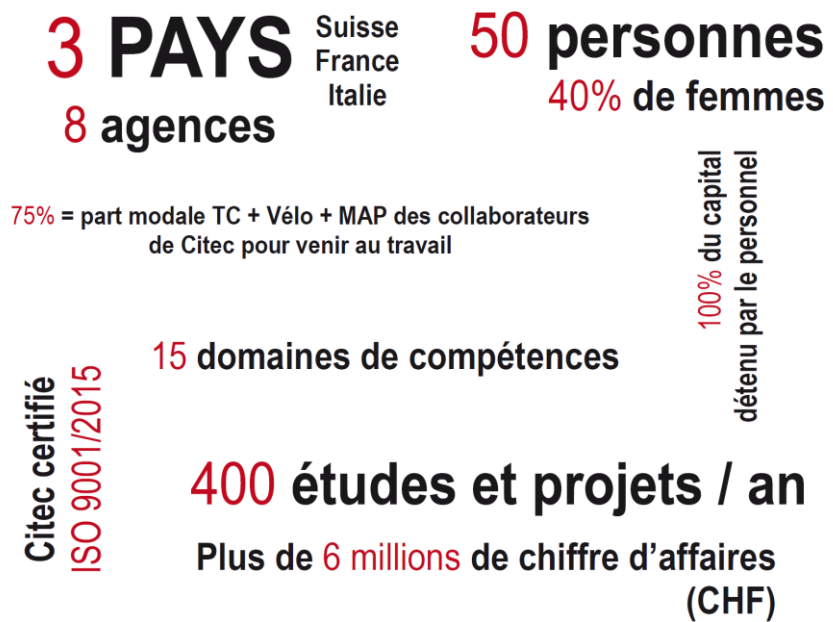 3 PAYS
Suisse
France
Italie
8 agences
50 personnes
40% de femmes
75% = part modale TC + Vélo + MAP des collaborateurs
de Citec pour venir au travail
100% du capital
détenu par le personnel
15 domaines de compétences
Citec certifié
ISO 9001/2015
400 études et projets / an
Plus de 6 millions de chiffre d’affaires
(CHF)